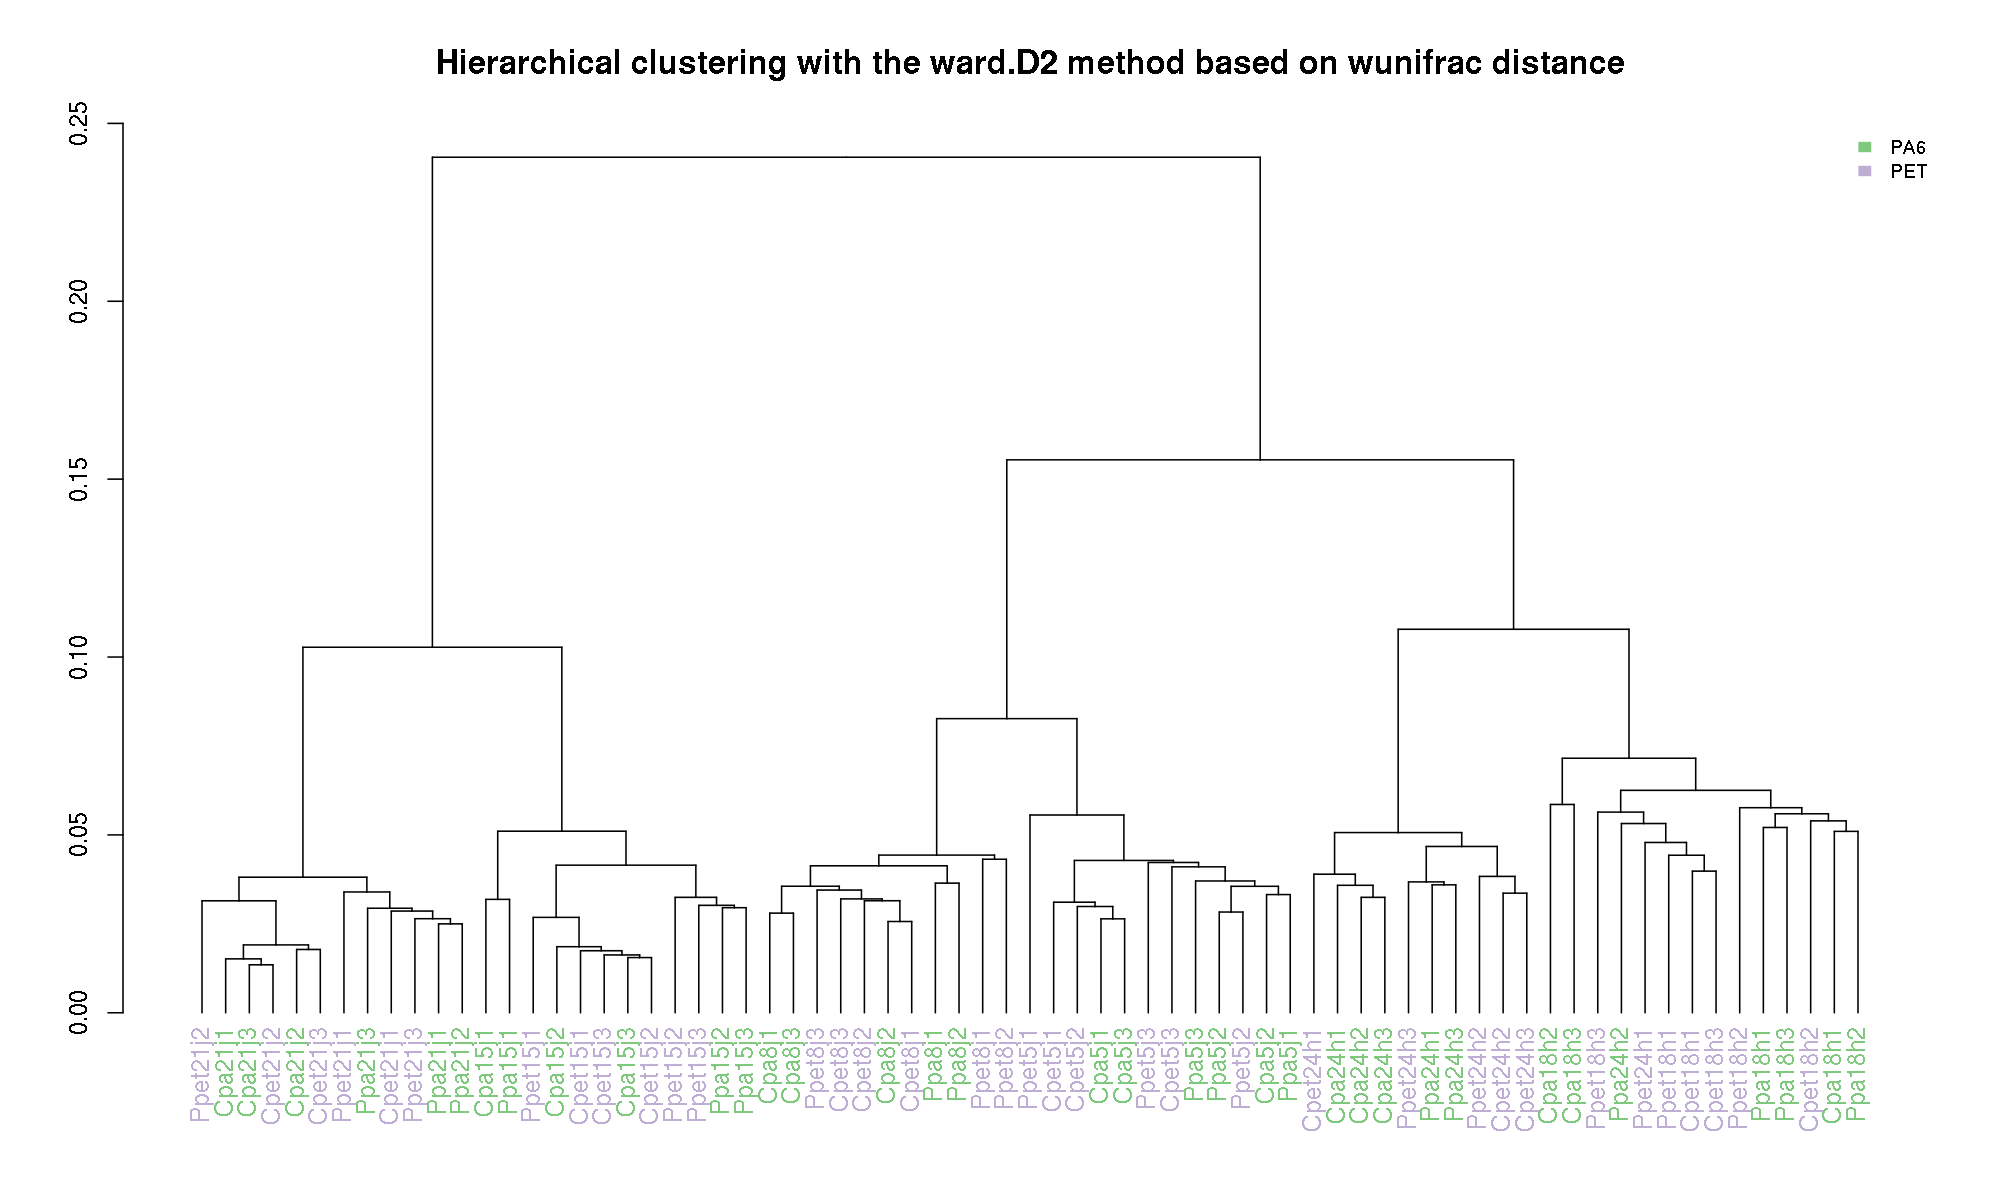 Hierarchical clustering with the ward.D2 method based on wunifrac distance
0.25
0.20
0.15
0.10
0.05
0.00
PA6
PET
Ppet21j2
Cpa21j1
Cpa21j3
Cpet21j2
Cpa21j2
Cpet21j3
Ppet21j1
Ppa21j3
Cpet21j1
Ppet21j3
Ppa21j1
Ppa21j2
Cpa15j1
Ppa15j1
Ppet15j1
Cpa15j2
Cpet15j1
Cpet15j3
Cpa15j3
Cpet15j2
Ppet15j2
Ppet15j3
Ppa15j2
Ppa15j3
Cpa8j1
Cpa8j3
Ppet8j3
Cpet8j3
Cpet8j2
Cpa8j2
Cpet8j1
Ppa8j1
Ppa8j2
Ppet8j1
Ppet8j2
Ppet5j1
Cpet5j1
Cpet5j2
Cpa5j1
Cpa5j3
Ppet5j3
Cpet5j3
Ppa5j3
Ppa5j2
Ppet5j2
Cpa5j2
Ppa5j1
Cpet24h1
Cpa24h1
Cpa24h2
Cpa24h3
Ppet24h3
Ppa24h1
Ppa24h3
Ppet24h2
Cpet24h2
Cpet24h3
Cpa18h2
Cpa18h3
Ppet18h3
Ppa24h2
Ppet24h1
Ppet18h1
Cpet18h1
Cpet18h3
Ppet18h2
Ppa18h1
Ppa18h3
Cpet18h2
Cpa18h1
Ppa18h2